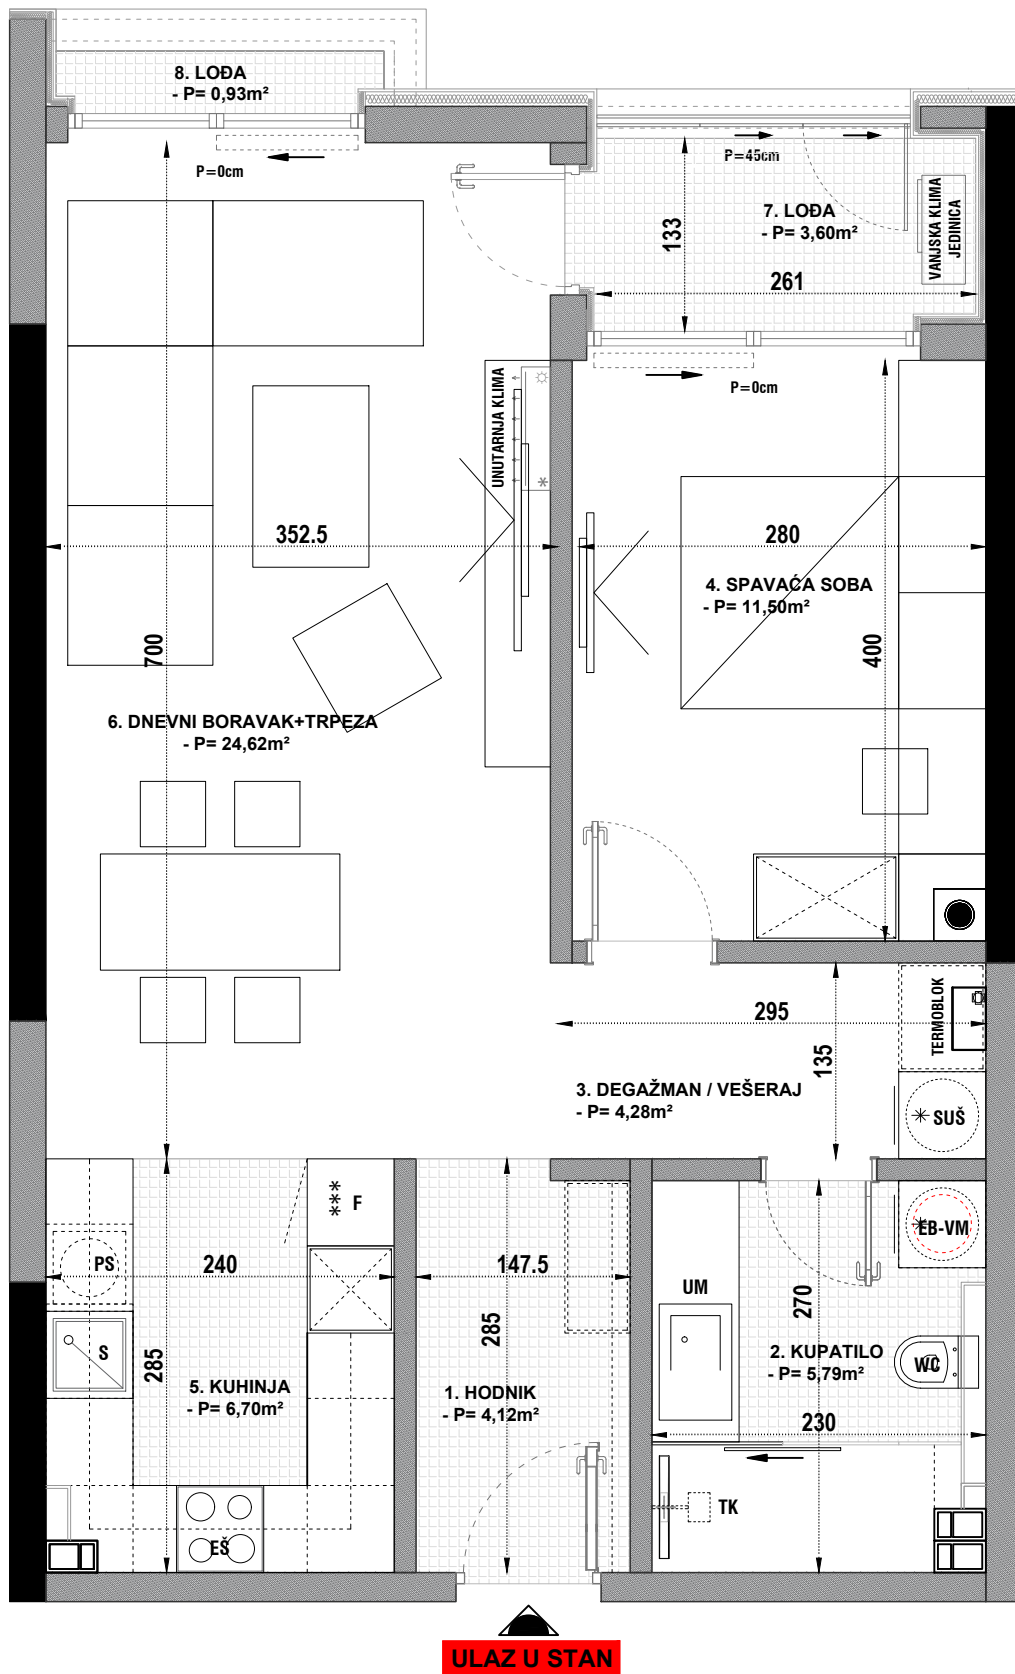 8. LOĐA
- P= 0,93m²
P=0cm
P=45cm
7. LOĐA
- P= 3,60m²
133
261
VANJSKA KLIMA
JEDINICA
P=0cm
UNUTARNJA KLIMA
352.5
280
4. SPAVAĆA SOBA
- P= 11,50m²
700
400
6. DNEVNI BORAVAK+TRPEZA
- P= 24,62m²
295
135
TERMOBLOK
3. DEGAŽMAN / VEŠERAJ
- P= 4,28m²
SUŠ
F
PS
240
147.5
EB-VM
UM
S
285
285
270
5. KUHINJA
- P= 6,70m²
1. HODNIK
- P= 4,12m²
2. KUPATILO
- P= 5,79m²
WC
230
TK
EŠ
ULAZ U STAN